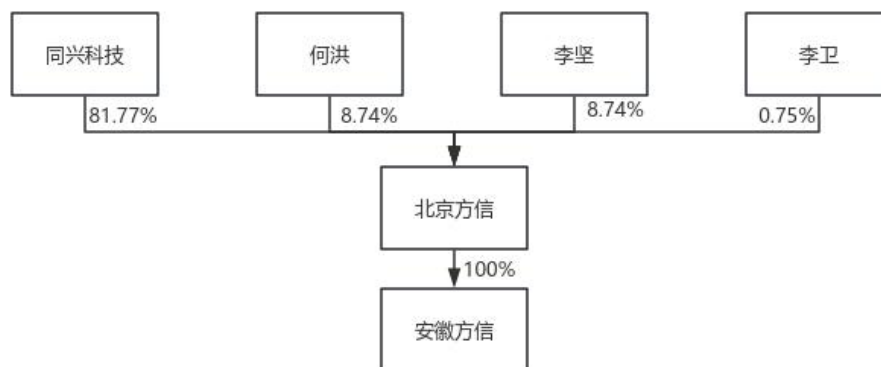 同兴科技
何洪
李坚
李卫
81.77%
8.74%
8.74%
0.75%
北京方信
100%
安徽方信